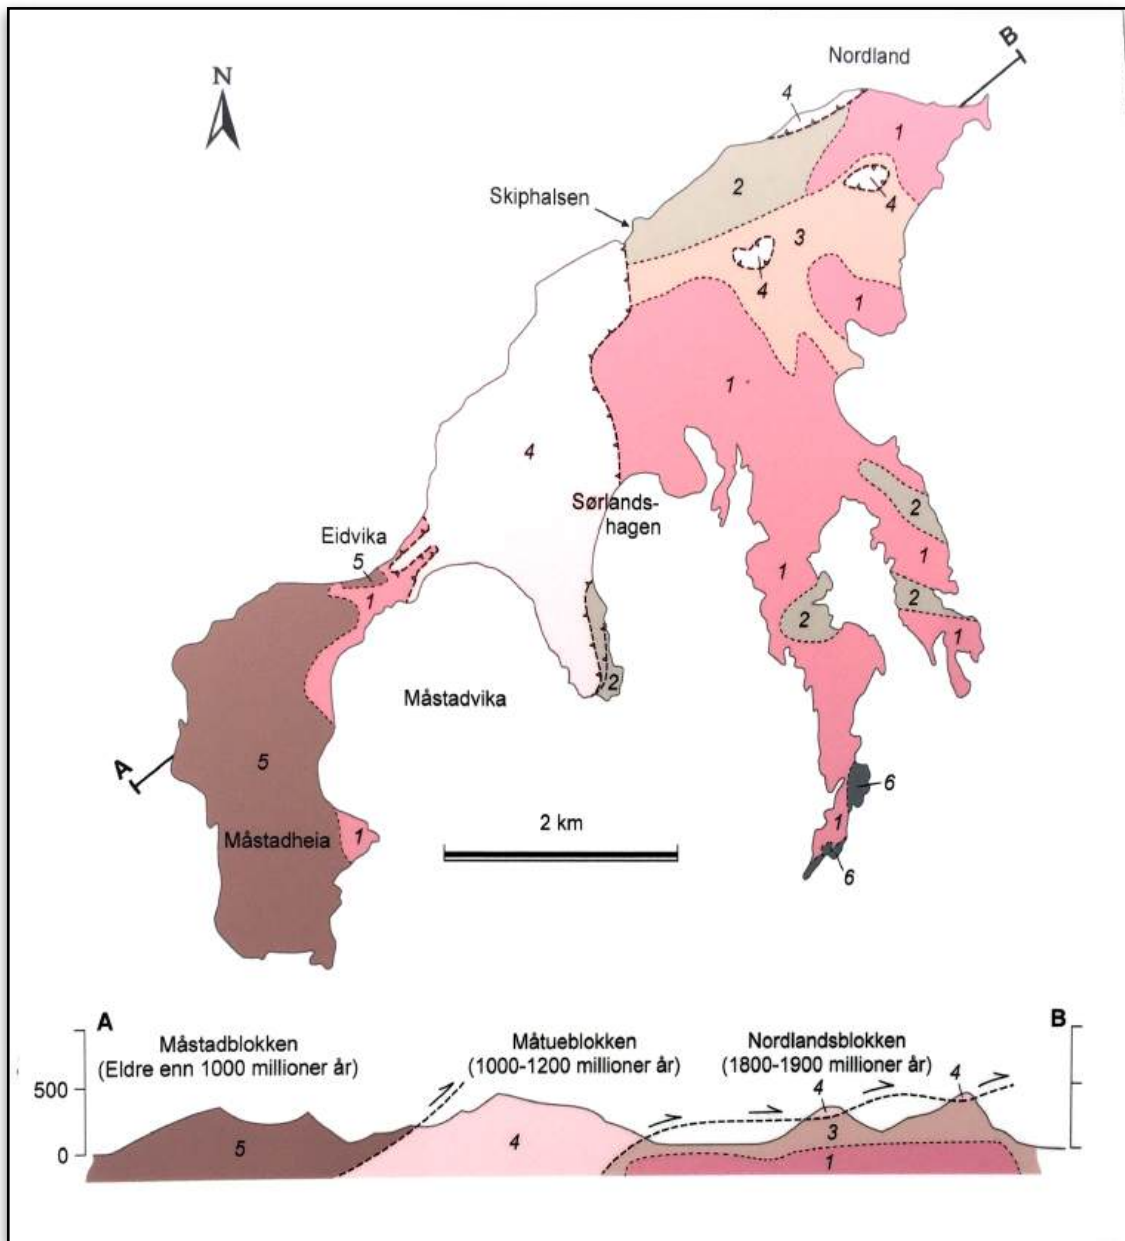 B
Nordland
N
4
1
2
Skiphalsen
4
3
4
1
1
4
Sørlands-
hagen
2
Eidvika
5
1
1
1
2
2
1
2
Måstadvika
5
A
6
2 km
Måstadheia
1
1
6
A
B
Måstadblokken
Måtueblokken
Nordlandsblokken
(Eldre enn 1000 millioner år)
(1000-1200 millioner år)
(1800-1900 millioner år)
4
4
500
3
5
4
0
1